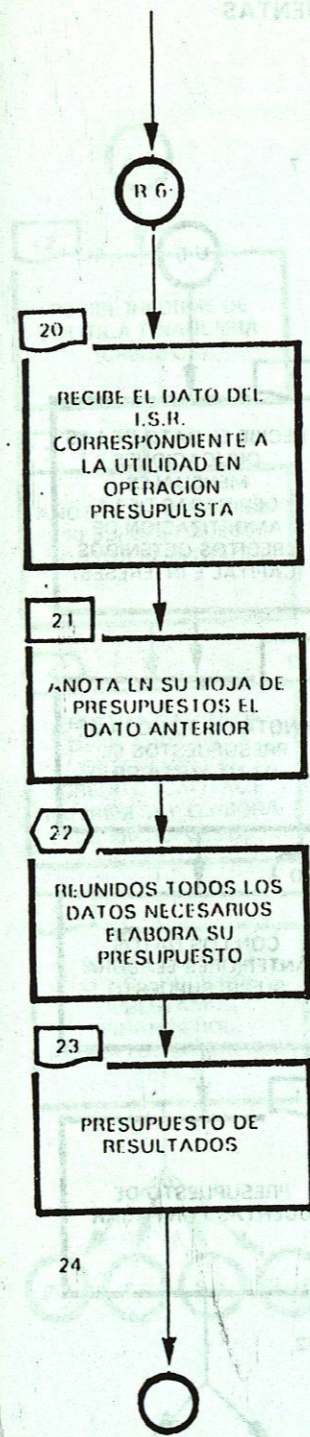 R 6
20
RECIBE EL DATO DEL
I.S.R.
CORRESPONDIENTE A
LA UTILIDAD EN
OPERACION
PRESUPULSTA
21
ANOTA EN SU HOJA DE
PRESUPUESTOS EL
DATO ANTERIOR
22
REUNIDOS TODOS LOS
DATOS NECESARIOS
ELABORA SU
PRESUPUESTO
23
PRESUPUESTO DE
RESULTADOS
24